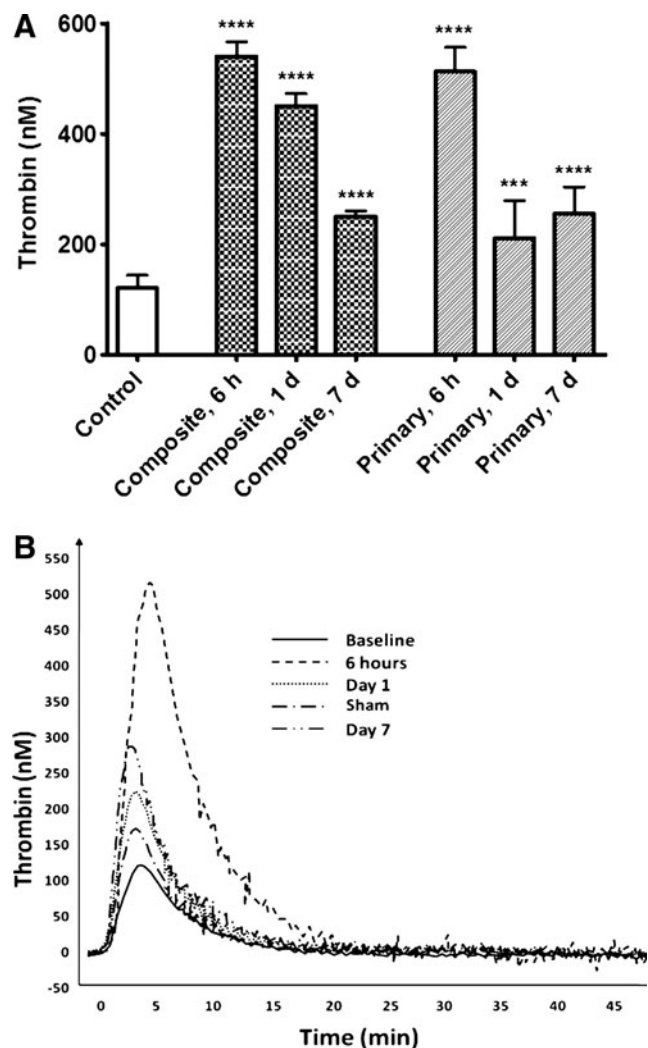 A
Thrombin (nM)
600
400
200
0
****
****
****
****
***
****
Control
Composite, 6 h
Composite, 1 d
Composite, 7 d
Primary, 6 h
Primary, 1 d
Primary, 7 d
B
Thrombin (nM)
550
500
450
400
350
300
250
200
150
100
50
0
-50
Baseline
6 hours
Day 1
Sham
Day 7
0 5 10 15 20 25 30 35 40 45
Time (min)